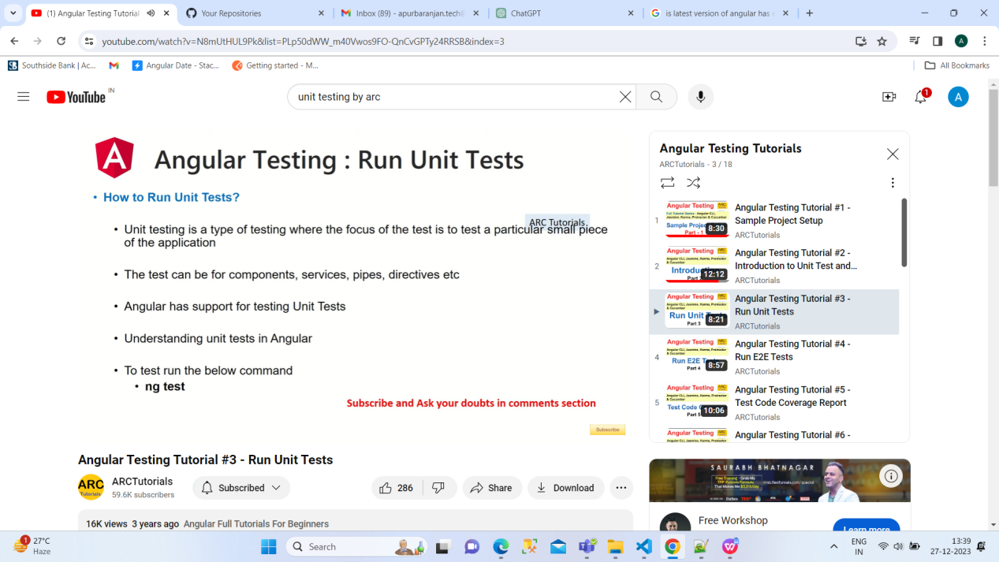 (1) Angular Testing Tutorial
Your Repositories
Inbox (89) - apurbaranjan.tech
ChatGPT
is latest version of angular has
youtube.com/watch?v=N8mUtHUL9Pk&list=PLp50dWW_m40Vwos9FO-QnCvGPTy24RRSB&index=3
A
Southside Bank | Ac...
Angular Date - Stac...
Getting started - M...
All Bookmarks
YouTube IN
unit testing by arc
1
A
Angular Testing : Run Unit Tests
• How to Run Unit Tests?
ARC Tutorials.
• Unit testing is a type of testing where the focus of the test is to test a particular small piece
of the application
• The test can be for components, services, pipes, directives etc
• Angular has support for testing Unit Tests
• Understanding unit tests in Angular
• To test run the below command
• ng test
Subscribe and Ask your doubts in comments section
Subscribe
Angular Testing Tutorials
ARCTutorials - 3 / 18
1
Angular Testing
Part - 1
8:30
Angular Testing Tutorial #1 -
Sample Project Setup
ARCTutorials
2
Angular Testing
12:12
Angular Testing Tutorial #2 -
Introduction to Unit Test and...
ARCTutorials
Angular Testing
Run Unit
Part 3
8:21
Angular Testing Tutorial #3 -
Run Unit Tests
ARCTutorials
4
Angular Testing
Run E2E
Part 4
8:57
Angular Testing Tutorial #4 -
Run E2E Tests
ARCTutorials
5
Angular Testing
Test Code
Part 5
10:06
Angular Testing Tutorial #5 -
Test Code Coverage Report
ARCTutorials
Angular Testing
Angular Testing Tutorial #6 -
Angular Testing Tutorial #3 - Run Unit Tests
ARC
Tutorials
ARCTutorials
59.6K subscribers
Subscribed
286
Share
Download
16K views 3 years ago Angular Full Tutorials For Beginners
SAURABH BHATNAGAR
Free Workshop
Learn more
1
27°C
Haze
Search
ENG
IN
13:39
27-12-2023